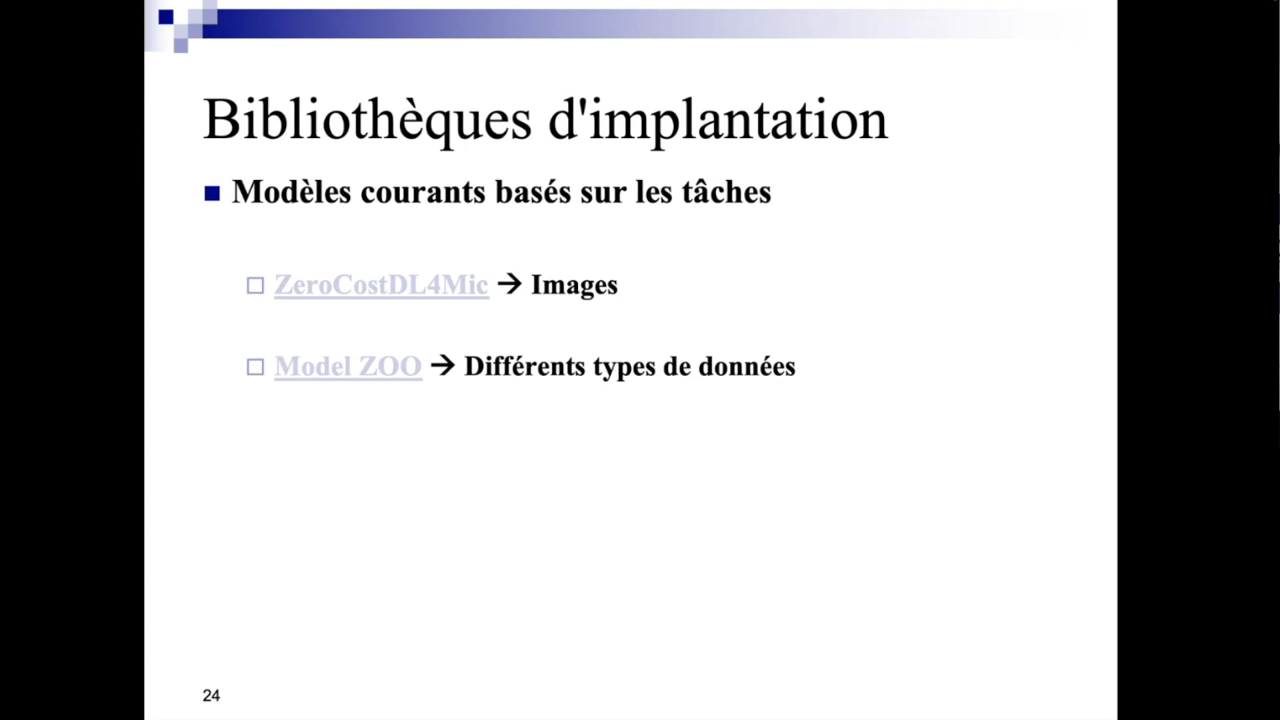 Bibliothèques d'implantation
Modèles courants basés sur les tâches
ZeroCostDL4Mic → Images
Model ZOO → Différents types de données
24